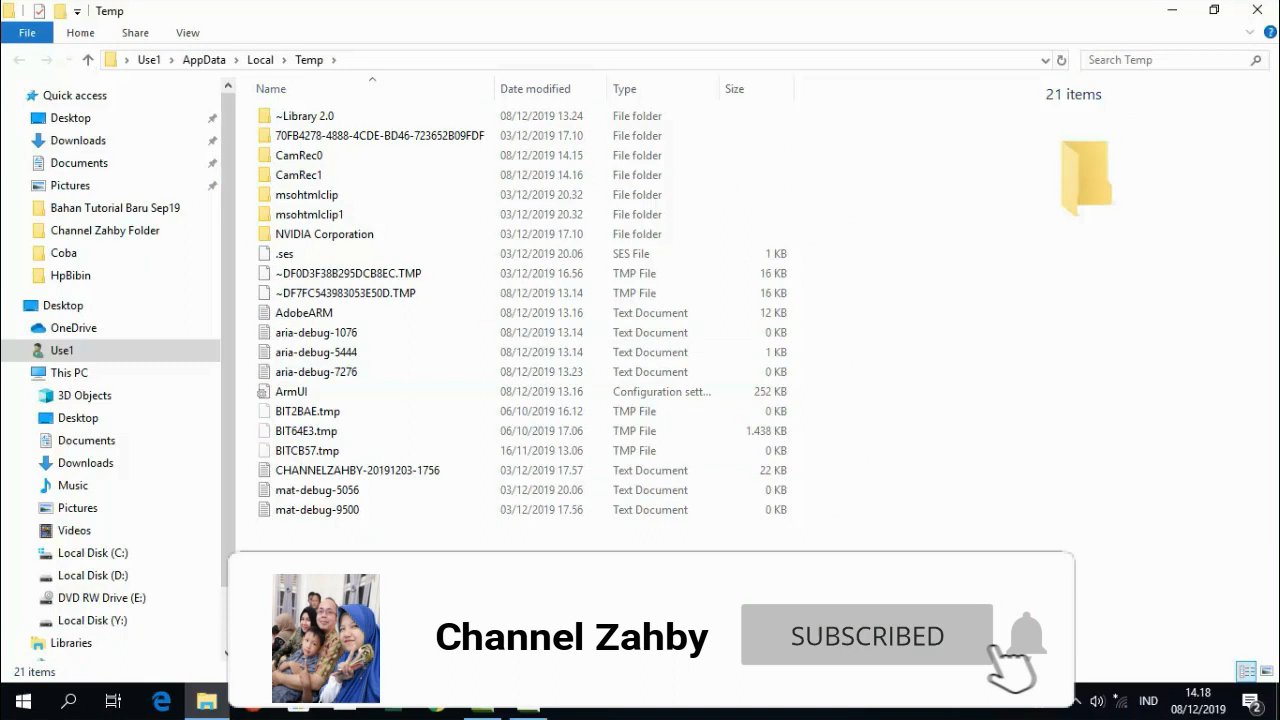 Temp
File Home Share View
Use1 AppData Local Temp
Search Temp
Quick access
Desktop
Downloads
Documents
Pictures
Bahan Tutorial Baru Sep19
Channel Zahby Folder
Coba
HpBibin
Desktop
OneDrive
Use1
This PC
3D Objects
Desktop
Documents
Downloads
Music
Pictures
Videos
Local Disk (C:)
Local Disk (D:)
DVD RW Drive (E:)
Local Disk (Y:)
Libraries
Name Date modified Type Size
~Library 2.0 08/12/2019 13.24 File folder
70FB4278-4888-4CDE-BD46-723652B09FDF 03/12/2019 17.10 File folder
CamRec0 08/12/2019 14.15 File folder
CamRec1 08/12/2019 14.16 File folder
msohtmlclip 03/12/2019 20.32 File folder
msohtmlclip1 03/12/2019 20.32 File folder
NVIDIA Corporation 03/12/2019 17.10 File folder
.ses 03/12/2019 20.06 SES File 1 KB
~DF0D3F38B295DCB8EC.TMP 03/12/2019 16.56 TMP File 16 KB
~DF7FC543983053E50D.TMP 08/12/2019 13.14 TMP File 16 KB
AdobeARM 08/12/2019 13.16 Text Document 12 KB
aria-debug-1076 08/12/2019 13.14 Text Document 0 KB
aria-debug-5444 08/12/2019 13.14 Text Document 1 KB
aria-debug-7276 08/12/2019 13.23 Text Document 0 KB
ArmUI 08/12/2019 13.16 Configuration sett... 252 KB
BIT2BAE.tmp 06/10/2019 16.12 TMP File 0 KB
BIT64E3.tmp 06/10/2019 17.06 TMP File 1.438 KB
BITCB57.tmp 16/11/2019 13.06 TMP File 0 KB
CHANNELZAHBY-20191203-1756 03/12/2019 17.57 Text Document 22 KB
mat-debug-5056 03/12/2019 20.06 Text Document 0 KB
mat-debug-9500 03/12/2019 17.56 Text Document 0 KB
21 items
Channel Zahby
SUBSCRIBED
21 items
IND
14.18
08/12/2019
2